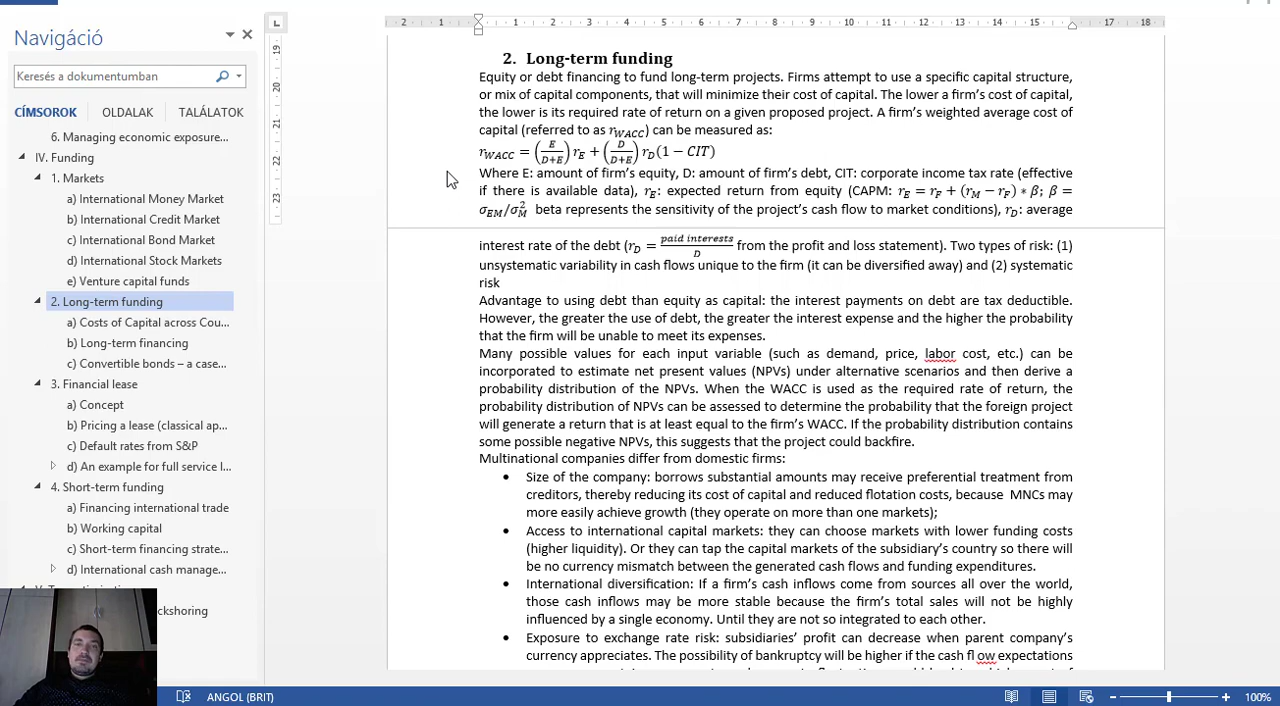 Navigáció
Keresés a dokumentumban
CÍMSOROK OLDALAK TALÁLATOK
6. Managing economic exposure...
IV. Funding
1. Markets
a) International Money Market
b) International Credit Market
c) International Bond Market
d) International Stock Markets
e) Venture capital funds
2. Long-term funding
a) Costs of Capital across Cou...
b) Long-term financing
c) Convertible bonds – a case...
3. Financial lease
a) Concept
b) Pricing a lease (classical ap...
c) Default rates from S&P
d) An example for full service l...
4. Short-term funding
a) Financing international trade
b) Working capital
c) Short-term financing strate...
d) International cash manage...
ckshoring
2 1 1 2 3 4 5 6 7 8 9 10 11 12 13 14 15 16 17 18
19
20
21
22
23
2. Long-term funding
Equity or debt financing to fund long-term projects. Firms attempt to use a specific capital structure,
or mix of capital components, that will minimize their cost of capital. The lower a firm's cost of capital,
the lower is its required rate of return on a given proposed project. A firm's weighted average cost of
capital (referred to as r_WACC) can be measured as:
r_WACC = (E/(D+E)) r_E + (D/(D+E)) r_D(1 − CIT)
Where E: amount of firm's equity, D: amount of firm's debt, CIT: corporate income tax rate (effective
if there is available data), r_E: expected return from equity (CAPM: r_E = r_F + (r_M − r_F) ∗ β; β =
σ_EM/σ_M^2 beta represents the sensitivity of the project's cash flow to market conditions), r_D: average
interest rate of the debt (r_D = paid interests/D from the profit and loss statement). Two types of risk: (1)
unsystematic variability in cash flows unique to the firm (it can be diversified away) and (2) systematic
risk
Advantage to using debt than equity as capital: the interest payments on debt are tax deductible.
However, the greater the use of debt, the greater the interest expense and the higher the probability
that the firm will be unable to meet its expenses.
Many possible values for each input variable (such as demand, price, labor cost, etc.) can be
incorporated to estimate net present values (NPVs) under alternative scenarios and then derive a
probability distribution of the NPVs. When the WACC is used as the required rate of return, the
probability distribution of NPVs can be assessed to determine the probability that the foreign project
will generate a return that is at least equal to the firm's WACC. If the probability distribution contains
some possible negative NPVs, this suggests that the project could backfire.
Multinational companies differ from domestic firms:
• Size of the company: borrows substantial amounts may receive preferential treatment from
creditors, thereby reducing its cost of capital and reduced flotation costs, because MNCs may
more easily achieve growth (they operate on more than one markets);
• Access to international capital markets: they can choose markets with lower funding costs
(higher liquidity). Or they can tap the capital markets of the subsidiary's country so there will
be no currency mismatch between the generated cash flows and funding expenditures.
• International diversification: If a firm's cash inflows come from sources all over the world,
those cash inflows may be more stable because the firm's total sales will not be highly
influenced by a single economy. Until they are not so integrated to each other.
• Exposure to exchange rate risk: subsidiaries' profit can decrease when parent company's
currency appreciates. The possibility of bankruptcy will be higher if the cash fl ow expectations
ANGOL (BRIT)
100%